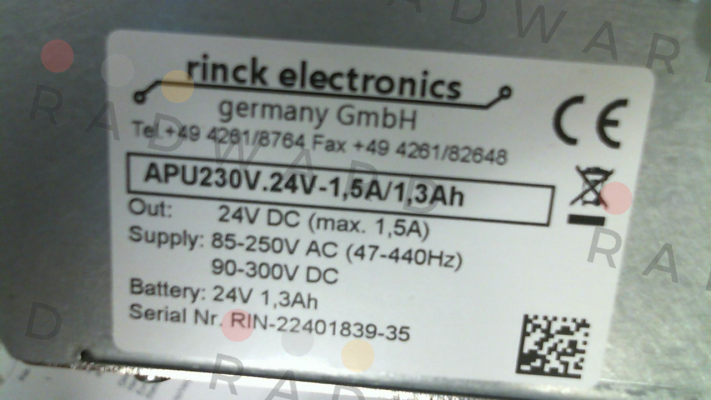 rinck electronics
germany GmbH
Tel.+49 4261/8764 Fax +49 4261/82648
CE
APU230V.24V-1,5A/1,3Ah
Out: 24V DC (max. 1,5A)
Supply: 85-250V AC (47-440Hz)
90-300V DC
Battery: 24V 1,3Ah
Serial Nr. RIN-22401839-35
RADWARD